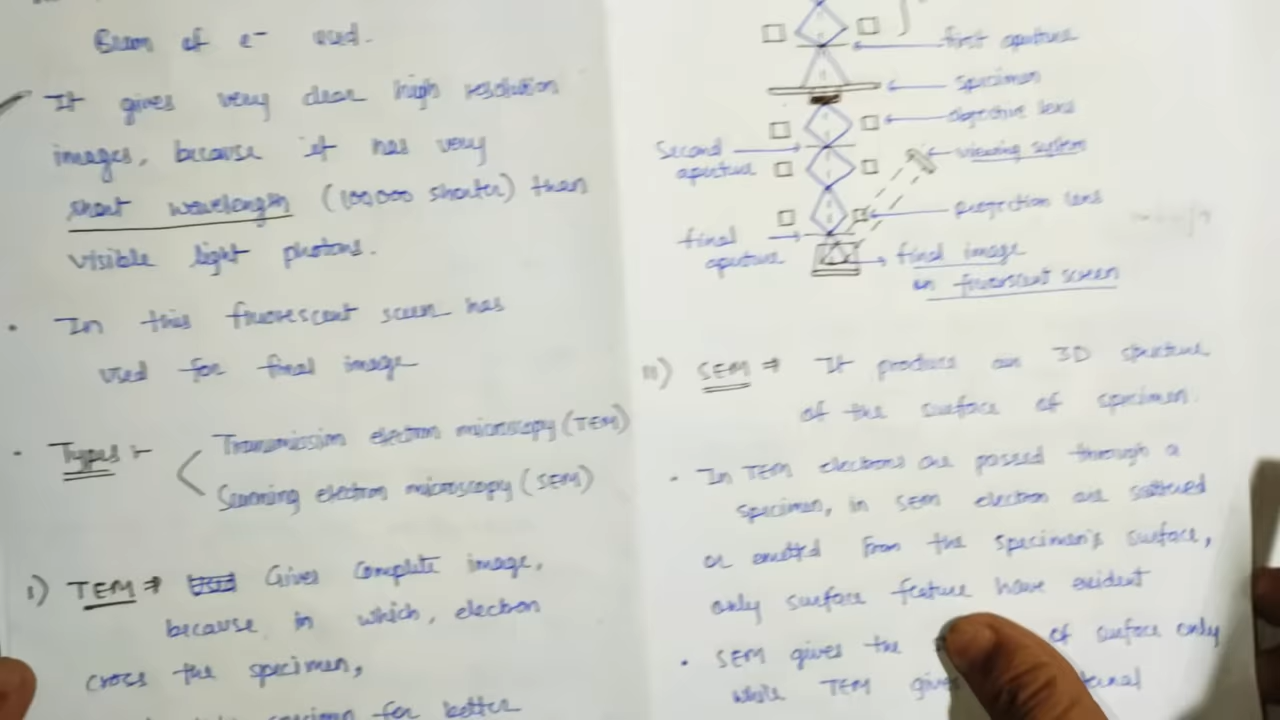 Beam of e- used.
It gives very clear high resolution
images, because it has very
short wavelength (100000 shorter) than
visible light photons.
• In this fluorescent screen has
used for final image
• Types :-
Transmission electron microscopy (TEM)
Scanning electron microscopy (SEM)
i) TEM ⇒ Gives complete image,
because in which, electron
cross the specimen,
specimen for better
first aperture
specimen
objective lens
Second
aperture
viewing system
projection lens
final
aperture
final image
on fluorescent screen
SEM ⇒ It produce an 3D structure
of the surface of specimen.
• In TEM electrons are passed through a
specimen, in SEM electron are scattered
or emitted from the specimen's surface,
only surface feature have evident
• SEM gives the of surface only
while TEM